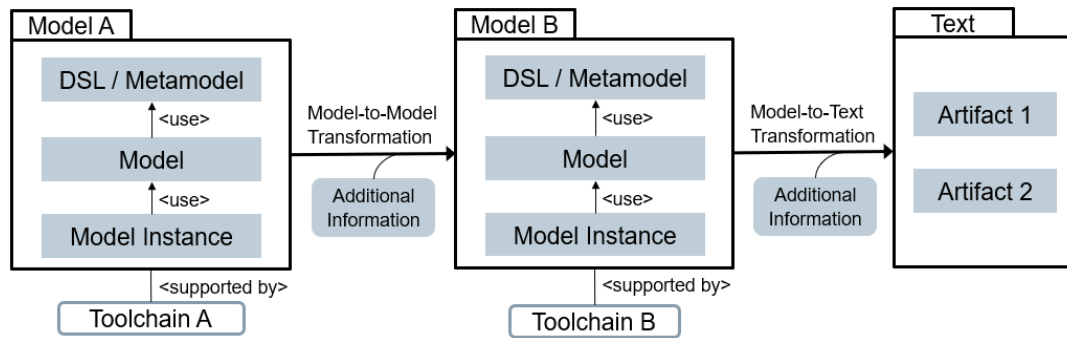 Model A
DSL / Metamodel
<use>
Model
<use>
Model Instance
<supported by>
Toolchain A
Model-to-Model
Transformation
Additional
Information
Model B
DSL / Metamodel
<use>
Model
<use>
Model Instance
<supported by>
Toolchain B
Model-to-Text
Transformation
Additional
Information
Text
Artifact 1
Artifact 2